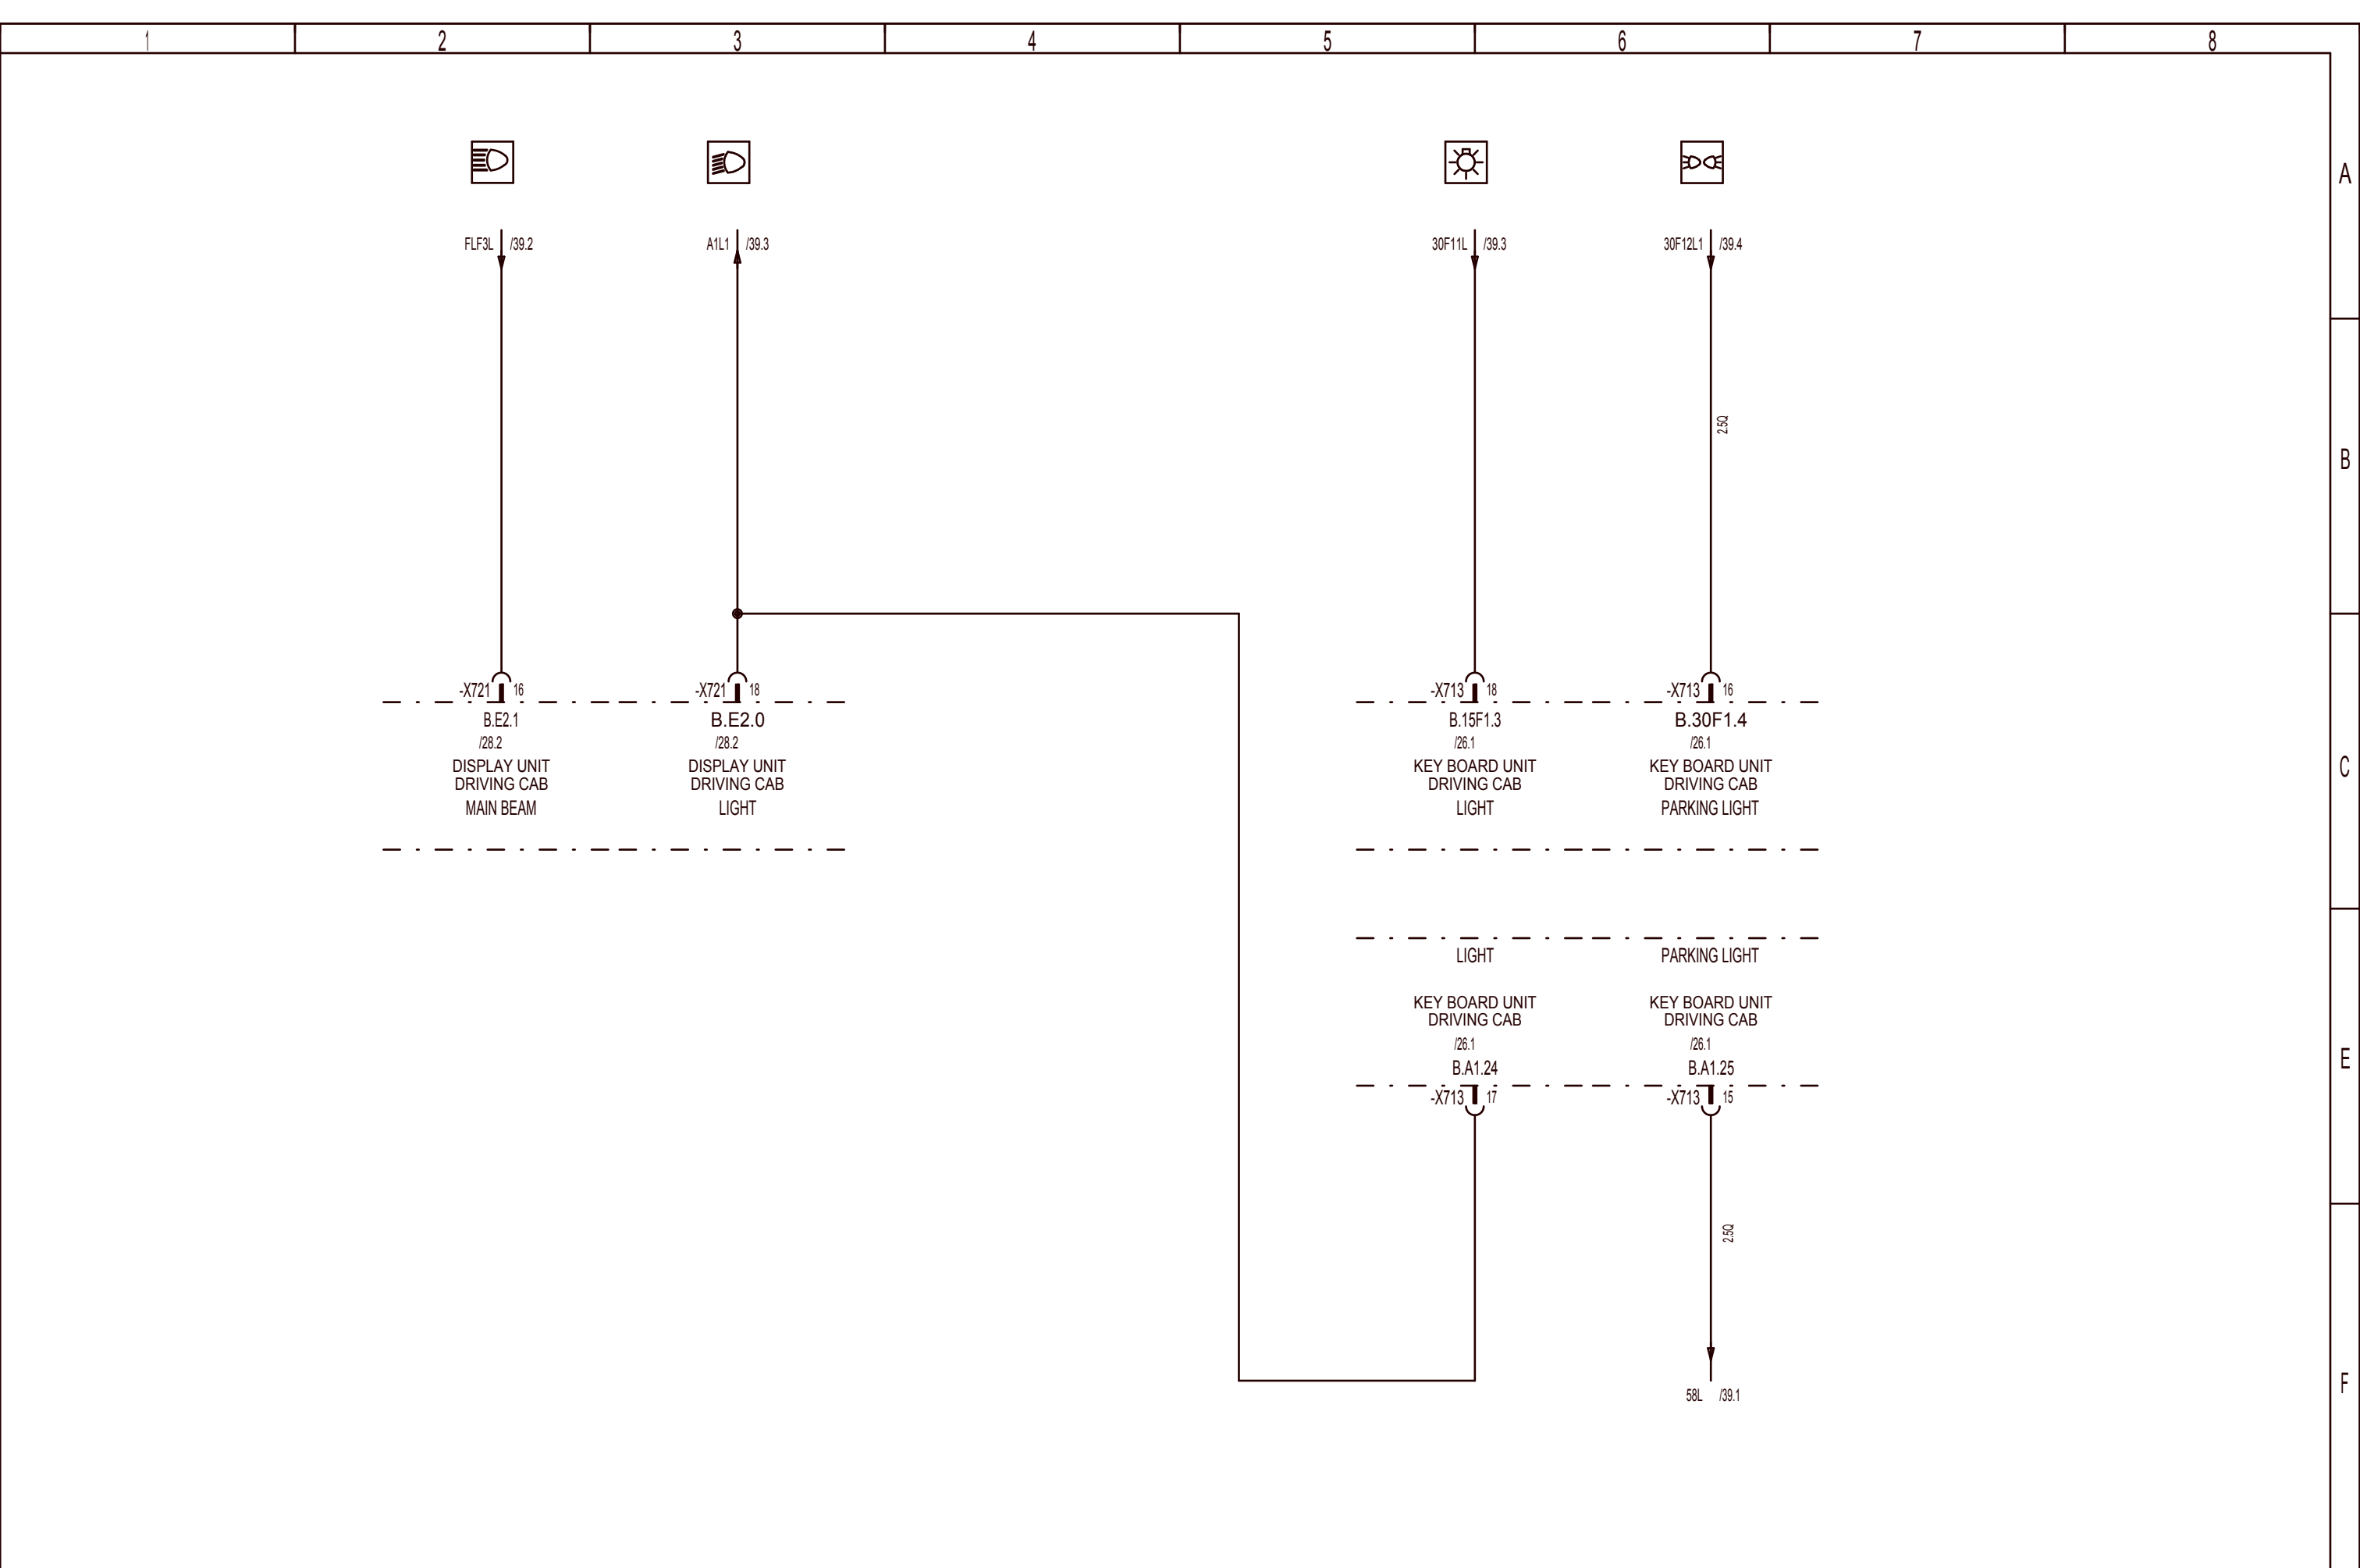 1 2 3 4 5 6 7 8
A
FLF3L /39.2 A1L1 /39.3 30F11L /39.3 30F12L1 /39.4
2.5Q
B
-X721 16 -X721 18 -X713 18 -X713 16
B.E2.1 B.E2.0 B.15F1.3 B.30F1.4
/28.2 /28.2 /26.1 /26.1
DISPLAY UNIT DISPLAY UNIT KEY BOARD UNIT KEY BOARD UNIT
C
DRIVING CAB DRIVING CAB DRIVING CAB DRIVING CAB
MAIN BEAM LIGHT LIGHT PARKING LIGHT
LIGHT PARKING LIGHT
KEY BOARD UNIT KEY BOARD UNIT
DRIVING CAB DRIVING CAB
/26.1 /26.1
E
B.A1.24 B.A1.25
-X713 17 -X713 15
2.5Q
F
58L /39.1